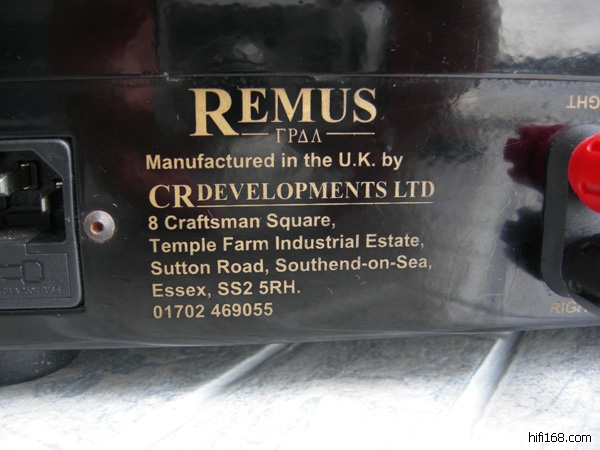 REMUS
ΓΡΔΛ
Manufactured in the U.K. by
CR DEVELOPMENTS LTD
8 Craftsman Square,
Temple Farm Industrial Estate,
Sutton Road, Southend-on-Sea,
Essex, SS2 5RH.
01702 469055
RIGHT
hifi168.com